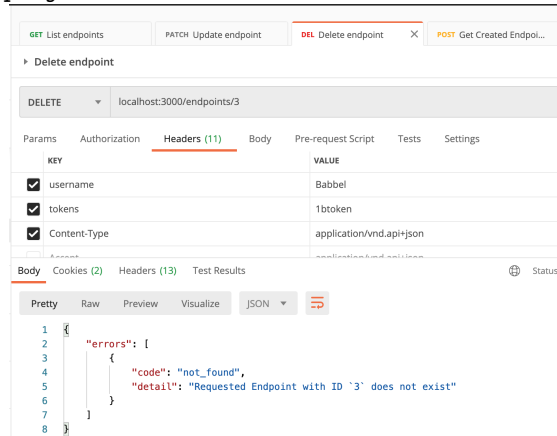 GET List endpoints PATCH Update endpoint DEL Delete endpoint POST Get Created Endpoi...
Delete endpoint
DELETE localhost:3000/endpoints/3
Params Authorization Headers (11) Body Pre-request Script Tests Settings
KEY VALUE
username Babbel
tokens 1btoken
Content-Type application/vnd.api+json
Body Cookies (2) Headers (13) Test Results Status
Pretty Raw Preview Visualize JSON
1 {
2 "errors": [
3 {
4 "code": "not_found",
5 "detail": "Requested Endpoint with ID `3` does not exist"
6 }
7 ]
8 }